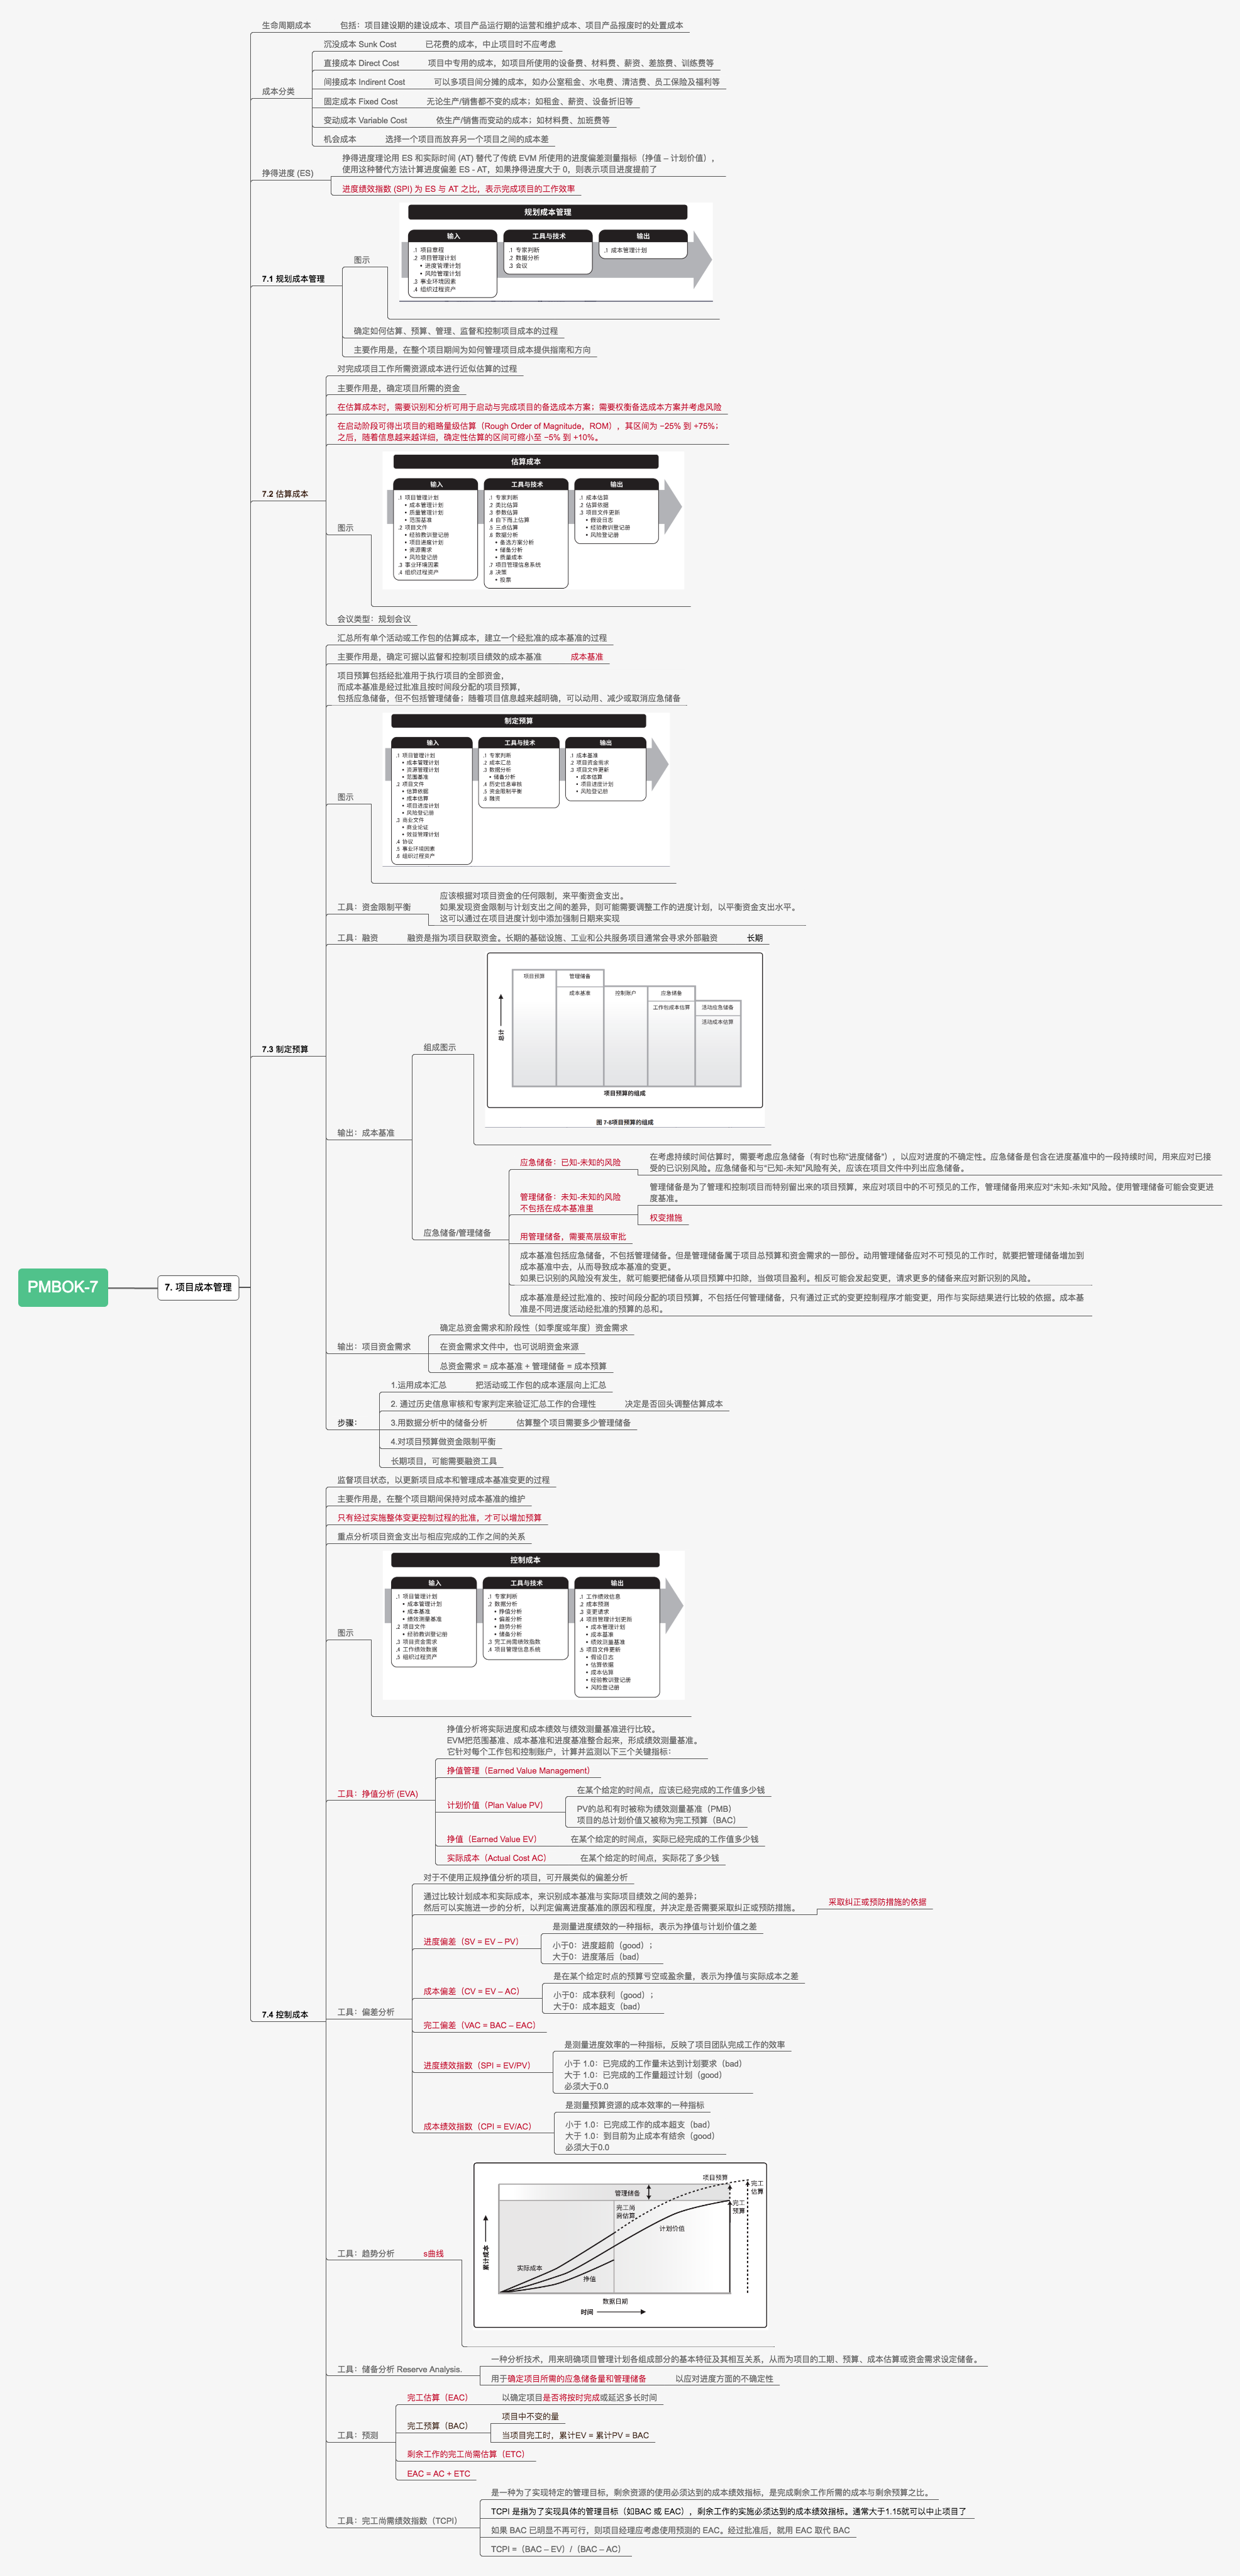 PMBOK-7
7. 项目成本管理
生命周期成本
包括：项目建设期的建设成本、项目产品运行期的运营和维护成本、项目产品报废时的处置成本
成本分类
沉没成本 Sunk Cost
已花费的成本，中止项目时不应考虑
直接成本 Direct Cost
项目中专用的成本，如项目所使用的设备费、材料费、薪资、差旅费、训练费等
间接成本 Indirent Cost
可以多项目间分摊的成本，如办公室租金、水电费、清洁费、员工保险及福利等
固定成本 Fixed Cost
无论生产/销售都不变的成本；如租金、薪资、设备折旧等
变动成本 Variable Cost
依生产/销售而变动的成本；如材料费、加班费等
机会成本
选择一个项目而放弃另一个项目之间的成本差
挣得进度 (ES)
挣得进度理论用 ES 和实际时间 (AT) 替代了传统 EVM 所使用的进度偏差测量指标（挣值 – 计划价值），
使用这种替代方法计算进度偏差 ES - AT，如果挣得进度大于 0，则表示项目进度提前了
进度绩效指数 (SPI) 为 ES 与 AT 之比，表示完成项目的工作效率
7.1 规划成本管理
图示
规划成本管理
输入
.1 项目章程
.2 项目管理计划
• 进度管理计划
• 风险管理计划
.3 事业环境因素
.4 组织过程资产
工具与技术
.1 专家判断
.2 数据分析
.3 会议
输出
.1 成本管理计划
确定如何估算、预算、管理、监督和控制项目成本的过程
主要作用是，在整个项目期间为如何管理项目成本提供指南和方向
7.2 估算成本
对完成项目工作所需资源成本进行近似估算的过程
主要作用是，确定项目所需的资金
在估算成本时，需要识别和分析可用于启动与完成项目的备选成本方案；需要权衡备选成本方案并考虑风险
在启动阶段可得出项目的粗略量级估算（Rough Order of Magnitude，ROM），其区间为 −25% 到 +75%；
之后，随着信息越来越详细，确定性估算的区间可缩小至 −5% 到 +10%。
图示
估算成本
输入
.1 项目管理计划
• 成本管理计划
• 质量管理计划
• 范围基准
.2 项目文件
• 经验教训登记册
• 项目进度计划
• 资源需求
• 风险登记册
.3 事业环境因素
.4 组织过程资产
工具与技术
.1 专家判断
.2 类比估算
.3 参数估算
.4 自下而上估算
.5 三点估算
.6 数据分析
• 备选方案分析
• 储备分析
• 质量成本
.7 项目管理信息系统
.8 决策
• 投票
输出
.1 成本估算
.2 估算依据
.3 项目文件更新
• 假设日志
• 经验教训登记册
• 风险登记册
会议类型：规划会议
7.3 制定预算
汇总所有单个活动或工作包的估算成本，建立一个经批准的成本基准的过程
主要作用是，确定可据以监督和控制项目绩效的成本基准
成本基准
项目预算包括经批准用于执行项目的全部资金，
而成本基准是经过批准且按时间段分配的项目预算，
包括应急储备，但不包括管理储备；随着项目信息越来越明确，可以动用、减少或取消应急储备
图示
制定预算
输入
.1 项目管理计划
• 成本管理计划
• 资源管理计划
• 范围基准
.2 项目文件
• 估算依据
• 成本估算
• 项目进度计划
• 风险登记册
.3 商业文件
• 商业论证
• 效益管理计划
.4 协议
.5 事业环境因素
.6 组织过程资产
工具与技术
.1 专家判断
.2 成本汇总
.3 数据分析
• 储备分析
.4 历史信息审核
.5 资金限制平衡
.6 融资
输出
.1 成本基准
.2 项目资金需求
.3 项目文件更新
• 成本估算
• 项目进度计划
• 风险登记册
工具：资金限制平衡
应该根据对项目资金的任何限制，来平衡资金支出。
如果发现资金限制与计划支出之间的差异，则可能需要调整工作的进度计划，以平衡资金支出水平。
这可以通过在项目进度计划中添加强制日期来实现
工具：融资
融资是指为项目获取资金。长期的基础设施、工业和公共服务项目通常会寻求外部融资
长期
输出：成本基准
组成图示
项目预算
管理储备
成本基准
控制账户
应急储备
工作包成本估算
活动应急储备
活动成本估算
总计
项目预算的组成
图 7-8项目预算的组成
应急储备/管理储备
应急储备：已知-未知的风险
在考虑持续时间估算时，需要考虑应急储备（有时也称“进度储备”），以应对进度的不确定性。应急储备是包含在进度基准中的一段持续时间，用来应对已接
受的已识别风险。应急储备和与“已知-未知”风险有关，应该在项目文件中列出应急储备。
管理储备：未知-未知的风险
不包括在成本基准里
管理储备是为了管理和控制项目而特别留出来的项目预算，来应对项目中的不可预见的工作，管理储备用来应对“未知-未知”风险。使用管理储备可能会变更进
度基准。
权变措施
用管理储备，需要高层级审批
成本基准包括应急储备，不包括管理储备。但是管理储备属于项目总预算和资金需求的一部份。动用管理储备应对不可预见的工作时，就要把管理储备增加到
成本基准中去，从而导致成本基准的变更。
如果已识别的风险没有发生，就可能要把储备从项目预算中扣除，当做项目盈利。相反可能会发起变更，请求更多的储备来应对新识别的风险。
成本基准是经过批准的、按时间段分配的项目预算，不包括任何管理储备，只有通过正式的变更控制程序才能变更，用作与实际结果进行比较的依据。成本基
准是不同进度活动经批准的预算的总和。
输出：项目资金需求
确定总资金需求和阶段性（如季度或年度）资金需求
在资金需求文件中，也可说明资金来源
总资金需求 = 成本基准 + 管理储备 = 成本预算
步骤：
1.运用成本汇总
把活动或工作包的成本逐层向上汇总
2. 通过历史信息审核和专家判定来验证汇总工作的合理性
决定是否回头调整估算成本
3.用数据分析中的储备分析
估算整个项目需要多少管理储备
4.对项目预算做资金限制平衡
长期项目，可能需要融资工具
7.4 控制成本
监督项目状态，以更新项目成本和管理成本基准变更的过程
主要作用是，在整个项目期间保持对成本基准的维护
只有经过实施整体变更控制过程的批准，才可以增加预算
重点分析项目资金支出与相应完成的工作之间的关系
图示
控制成本
输入
.1 项目管理计划
• 成本管理计划
• 成本基准
• 绩效测量基准
.2 项目文件
• 经验教训登记册
.3 项目资金需求
.4 工作绩效数据
.5 组织过程资产
工具与技术
.1 专家判断
.2 数据分析
• 挣值分析
• 偏差分析
• 趋势分析
• 储备分析
.3 完工尚需绩效指数
.4 项目管理信息系统
输出
.1 工作绩效信息
.2 成本预测
.3 变更请求
.4 项目管理计划更新
• 成本管理计划
• 成本基准
• 绩效测量基准
.5 项目文件更新
• 假设日志
• 估算依据
• 成本估算
• 经验教训登记册
• 风险登记册
工具：挣值分析 (EVA)
挣值分析将实际进度和成本绩效与绩效测量基准进行比较。
EVM把范围基准、成本基准和进度基准整合起来，形成绩效测量基准。
它针对每个工作包和控制账户，计算并监测以下三个关键指标：
挣值管理（Earned Value Management）
计划价值（Plan Value PV）
在某个给定的时间点，应该已经完成的工作值多少钱
PV的总和有时被称为绩效测量基准（PMB）
项目的总计划价值又被称为完工预算（BAC）
挣值（Earned Value EV）
在某个给定的时间点，实际已经完成的工作值多少钱
实际成本（Actual Cost AC）
在某个给定的时间点，实际花了多少钱
工具：偏差分析
对于不使用正规挣值分析的项目，可开展类似的偏差分析
通过比较计划成本和实际成本，来识别成本基准与实际项目绩效之间的差异；
然后可以实施进一步的分析，以判定偏离进度基准的原因和程度，并决定是否需要采取纠正或预防措施。
采取纠正或预防措施的依据
进度偏差（SV = EV – PV）
是测量进度绩效的一种指标，表示为挣值与计划价值之差
小于0：进度超前（good）；
大于0：进度落后（bad）
成本偏差（CV = EV – AC）
是在某个给定时点的预算亏空或盈余量，表示为挣值与实际成本之差
小于0：成本获利（good）；
大于0：成本超支（bad）
完工偏差（VAC = BAC – EAC）
进度绩效指数（SPI = EV/PV）
是测量进度效率的一种指标，反映了项目团队完成工作的效率
小于 1.0：已完成的工作量未达到计划要求（bad）
大于 1.0：已完成的工作量超过计划（good）
必须大于0.0
成本绩效指数（CPI = EV/AC）
是测量预算资源的成本效率的一种指标
小于 1.0：已完成工作的成本超支（bad）
大于 1.0：到目前为止成本有结余（good）
必须大于0.0
工具：趋势分析
s曲线
项目预算
完工
估算
管理储备
完工尚
需估算
完工
预算
计划价值
实际成本
挣值
累计成本
数据日期
时间
工具：储备分析 Reserve Analysis.
一种分析技术，用来明确项目管理计划各组成部分的基本特征及其相互关系，从而为项目的工期、预算、成本估算或资金需求设定储备。
用于确定项目所需的应急储备量和管理储备
以应对进度方面的不确定性
工具：预测
完工估算（EAC）
以确定项目是否将按时完成或延迟多长时间
完工预算（BAC）
项目中不变的量
当项目完工时，累计EV = 累计PV = BAC
剩余工作的完工尚需估算（ETC）
EAC = AC + ETC
工具：完工尚需绩效指数（TCPI）
是一种为了实现特定的管理目标，剩余资源的使用必须达到的成本绩效指标，是完成剩余工作所需的成本与剩余预算之比。
TCPI 是指为了实现具体的管理目标（如BAC 或 EAC），剩余工作的实施必须达到的成本绩效指标。通常大于1.15就可以中止项目了
如果 BAC 已明显不再可行，则项目经理应考虑使用预测的 EAC。经过批准后，就用 EAC 取代 BAC
TCPI =（BAC – EV）/（BAC – AC）